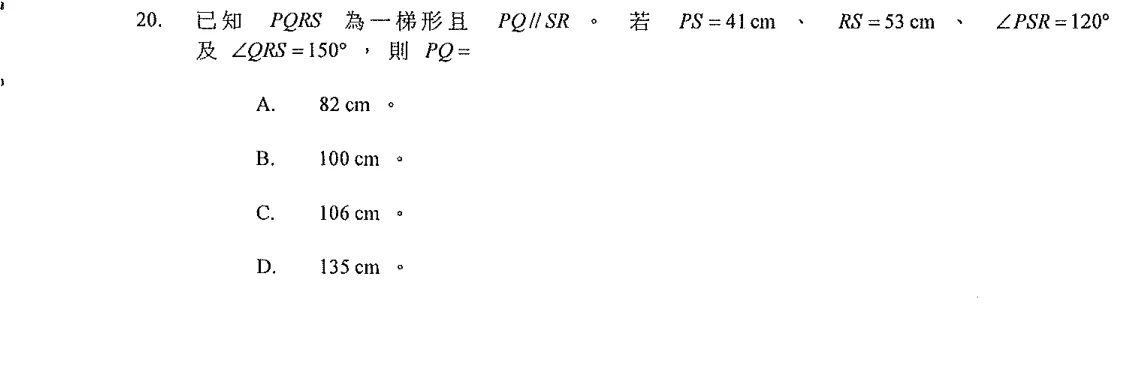 20. 已知 PQRS 為一梯形且 PQ // SR 。 若 PS = 41 cm 、 RS = 53 cm 、 ∠PSR = 120°
及 ∠QRS = 150° ，則 PQ =
A. 82 cm 。
B. 100 cm 。
C. 106 cm 。
D. 135 cm 。